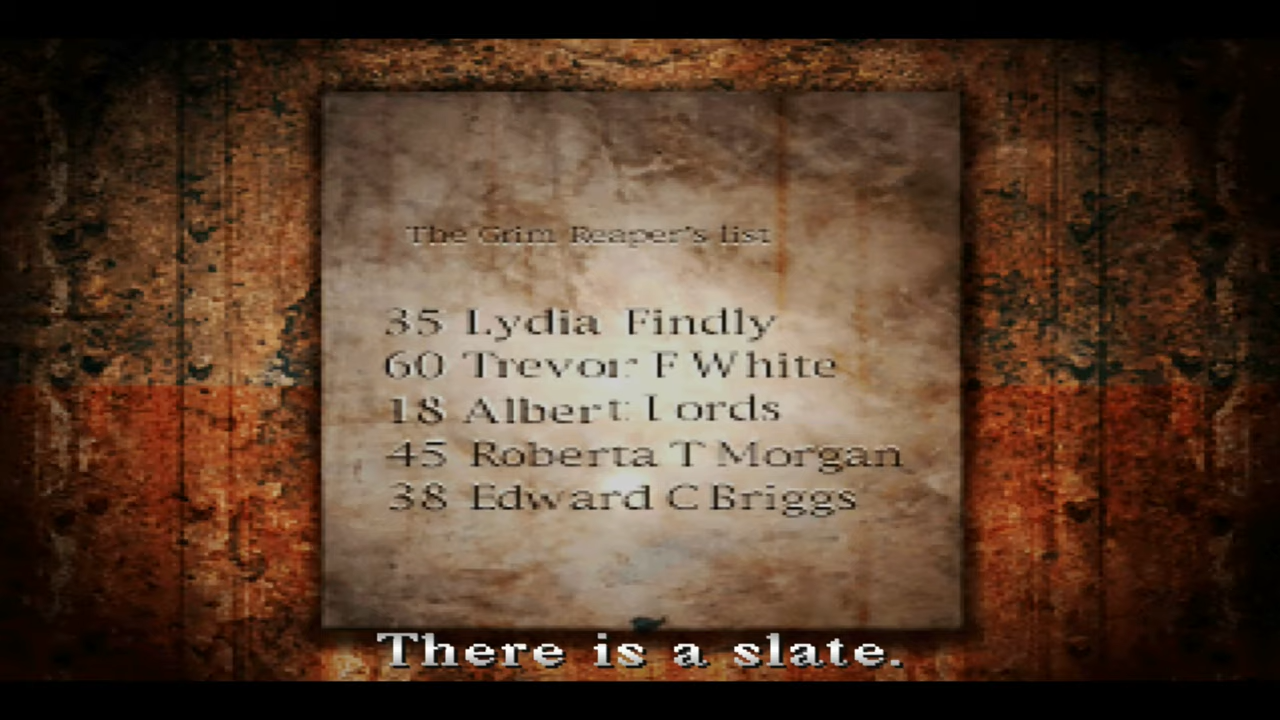 The Grim Reaper's list
35 Lydia Findly
60 Trevor F White
18 Albert Lords
45 Roberta T Morgan
38 Edward C Briggs
There is a slate.